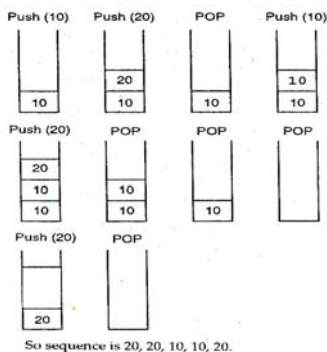 Push (10) Push (20) POP Push (10)
20 10
10 10 10 10
Push (20) POP POP POP
20
10 10
10 10 10
Push (20) POP
20
So sequence is 20, 20, 10, 10, 20.